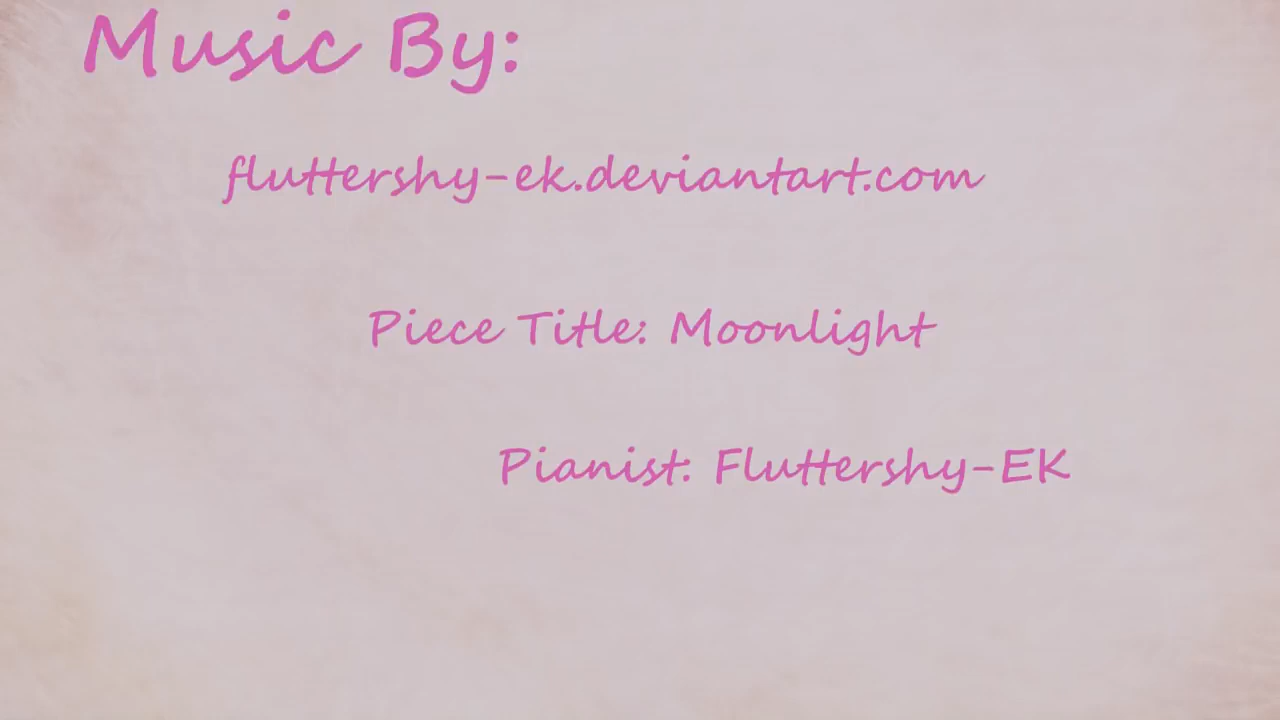 Music By:
fluttershy-ek.deviantart.com
Piece Title: Moonlight
Pianist: Fluttershy-EK